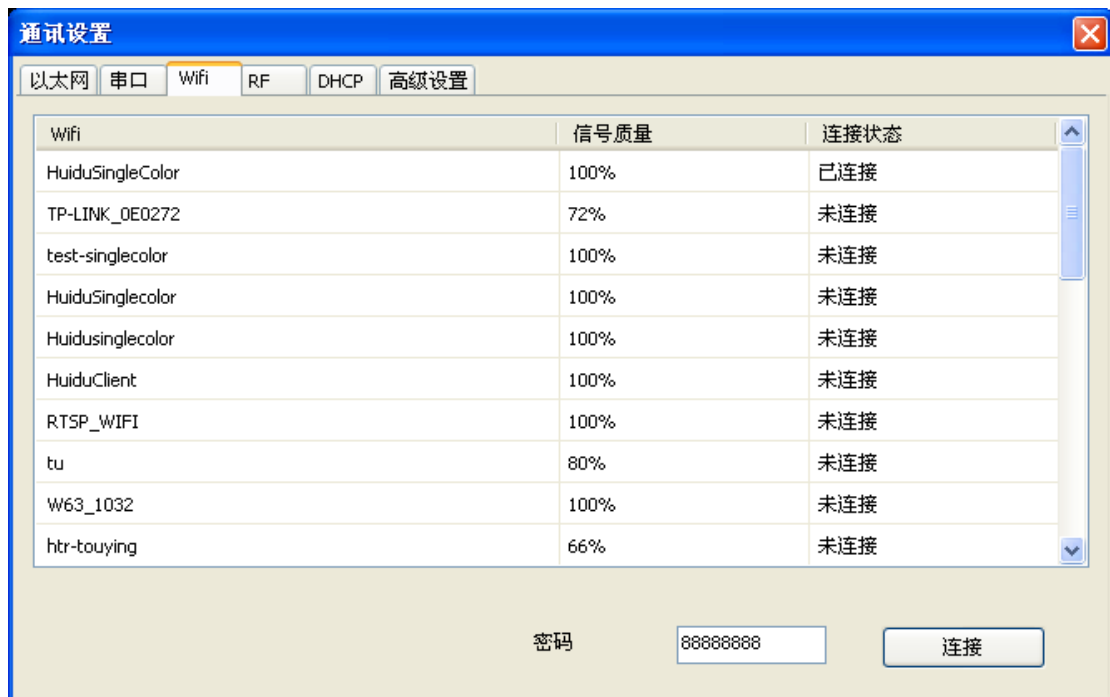 通讯设置
以太网 串口 Wifi RF DHCP 高级设置
Wifi 信号质量 连接状态
HuiduSingleColor 100% 已连接
TP-LINK_0E0272 72% 未连接
test-singlecolor 100% 未连接
HuiduSinglecolor 100% 未连接
Huidusinglecolor 100% 未连接
HuiduClient 100% 未连接
RTSP_WIFI 100% 未连接
tu 80% 未连接
W63_1032 100% 未连接
htr-touying 66% 未连接
密码 88888888 连接